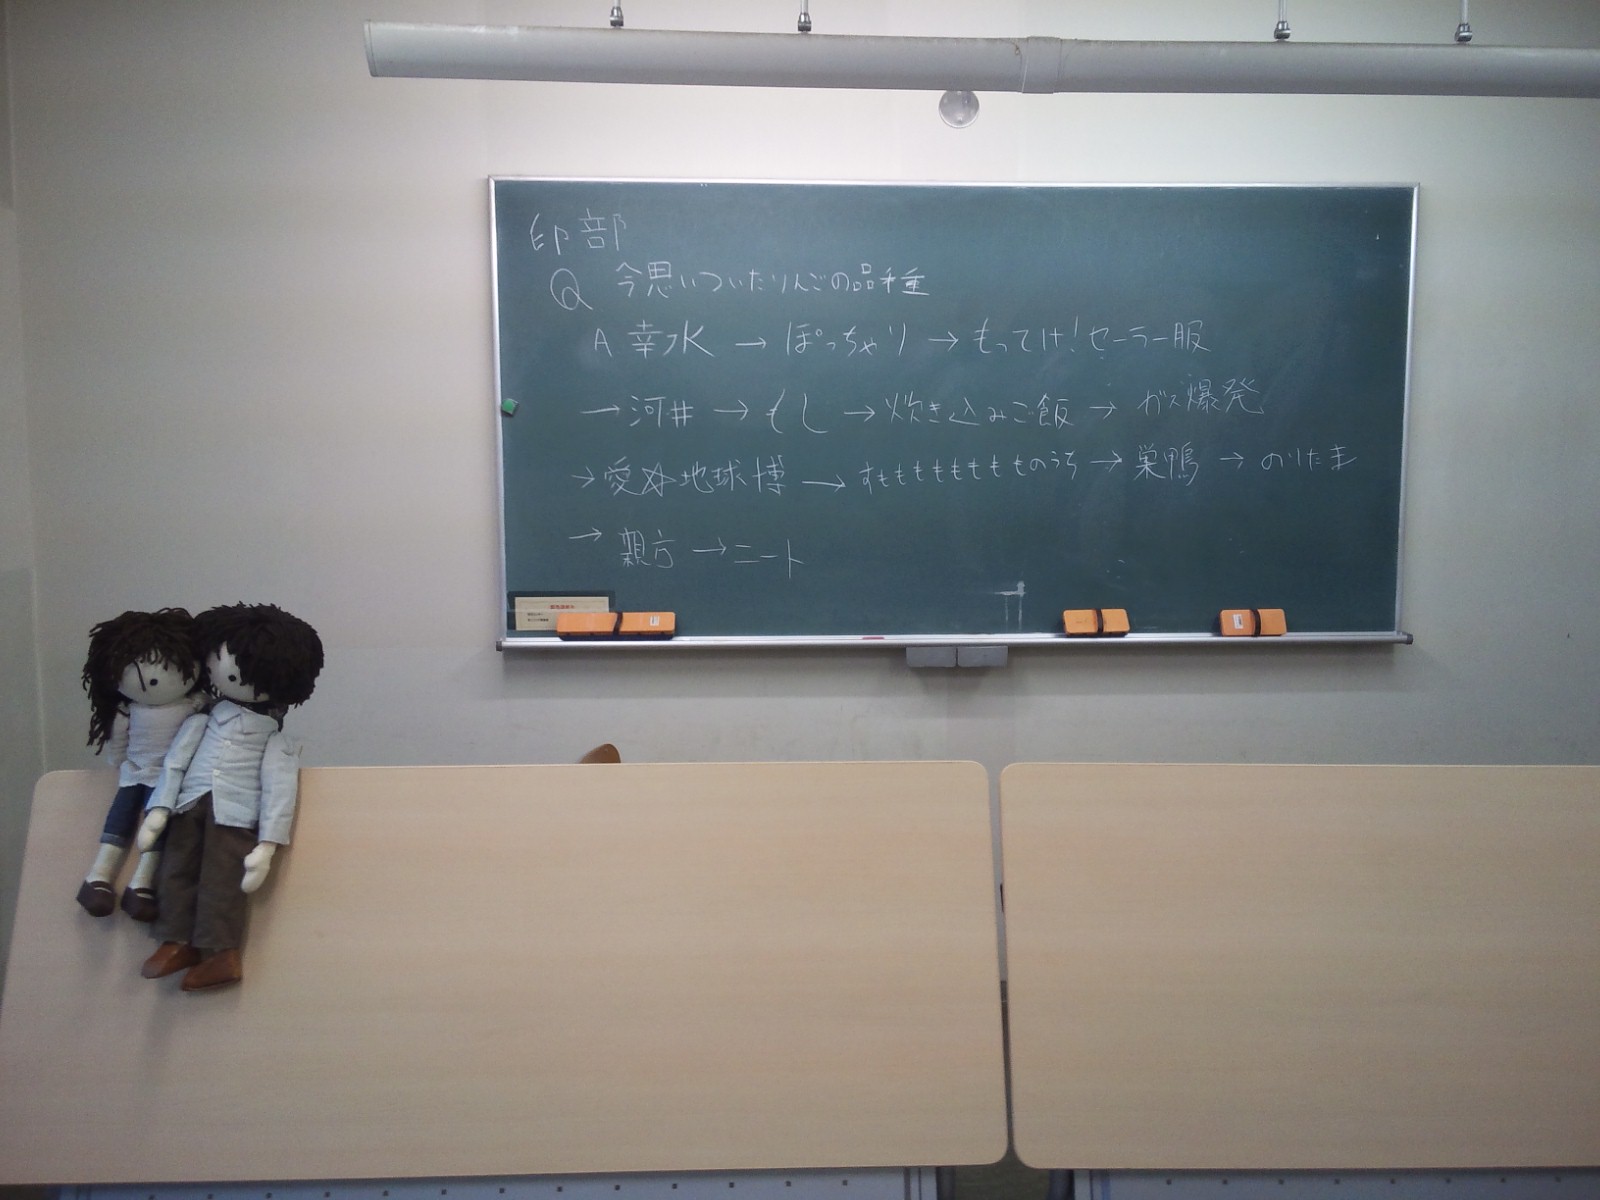 印部
Q 今思いついたりんごの品種
A 幸水 → ぽっちゃり → もってけ!セーラー服
→ 河井 → もし → 炊き込みご飯 → ガス爆発
→ 愛☆地球博 → すもももももももものうち → 巣鴨 → のりたま
→ 親方 → ニート